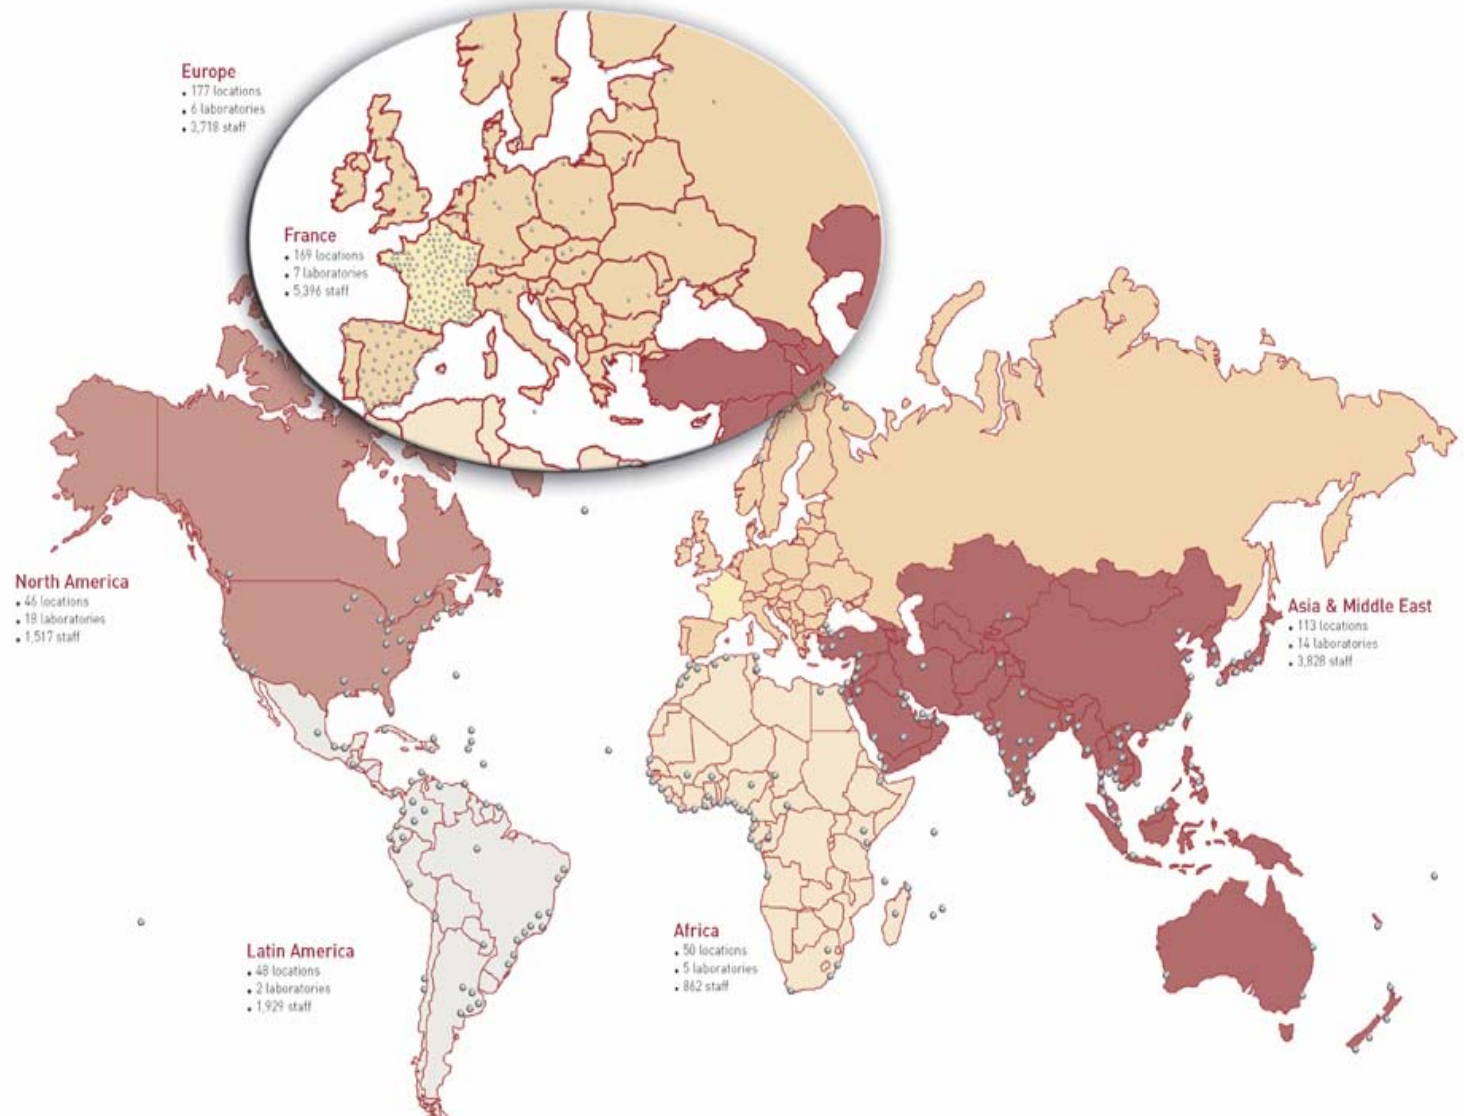 Europe
• 177 locations
• 6 laboratories
• 3,718 staff
France
• 169 locations
• 7 laboratories
• 5,396 staff
North America
• 46 locations
• 18 laboratories
• 1,517 staff
Asia & Middle East
• 113 locations
• 14 laboratories
• 3,828 staff
Latin America
• 48 locations
• 2 laboratories
• 1,929 staff
Africa
• 50 locations
• 5 laboratories
• 862 staff